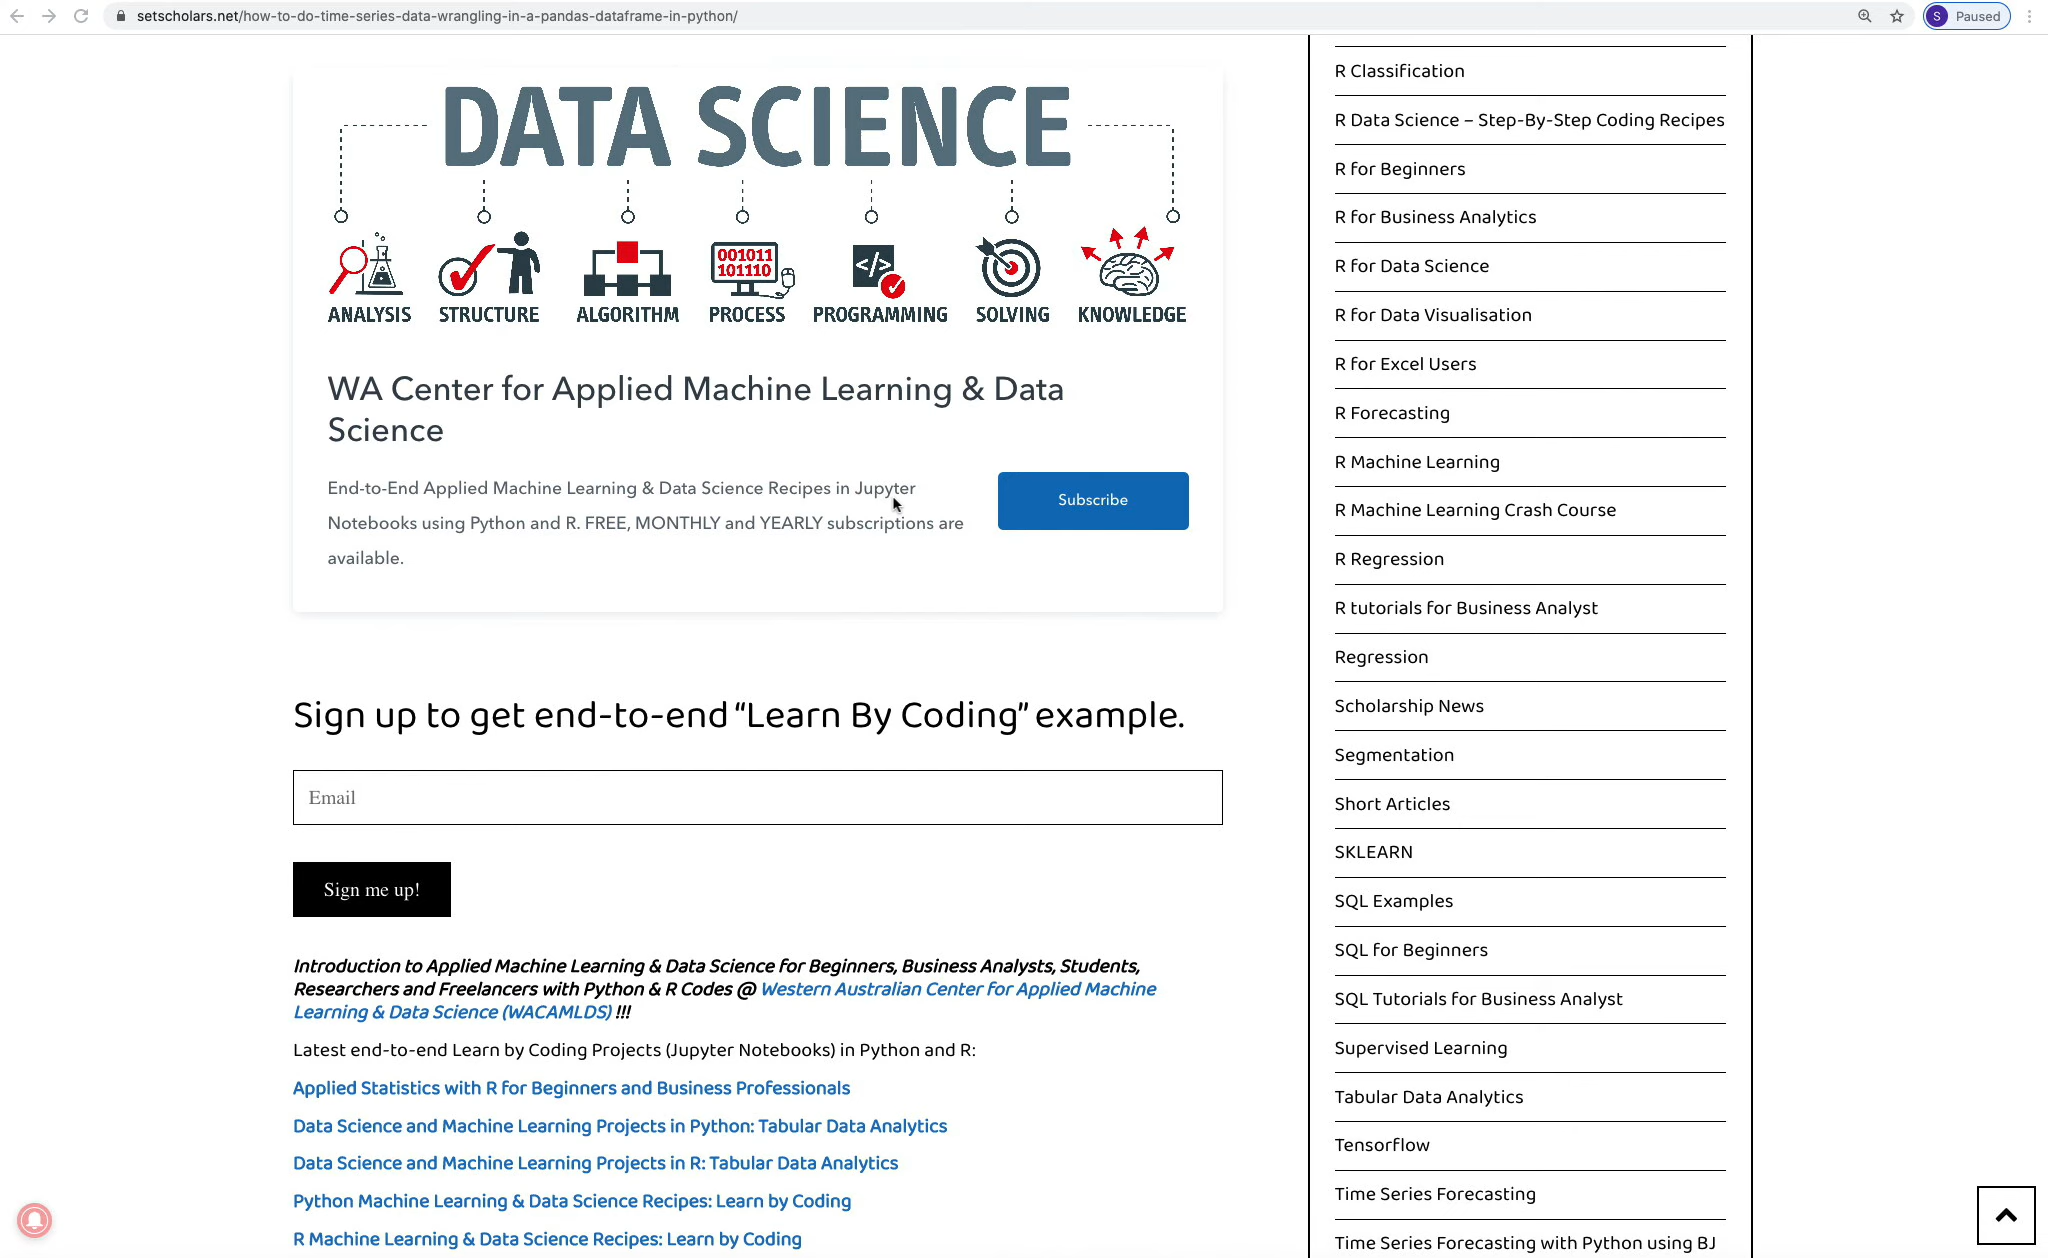 setscholars.net/how-to-do-time-series-data-wrangling-in-a-pandas-dataframe-in-python/
S Paused
DATA SCIENCE
001011
101110
</>
ANALYSIS STRUCTURE ALGORITHM PROCESS PROGRAMMING SOLVING KNOWLEDGE
WA Center for Applied Machine Learning & Data
Science
End-to-End Applied Machine Learning & Data Science Recipes in Jupyter
Notebooks using Python and R. FREE, MONTHLY and YEARLY subscriptions are
available.
Subscribe
Sign up to get end-to-end “Learn By Coding” example.
Email
Sign me up!
Introduction to Applied Machine Learning & Data Science for Beginners, Business Analysts, Students,
Researchers and Freelancers with Python & R Codes @ Western Australian Center for Applied Machine
Learning & Data Science (WACAMLDS) !!!
Latest end-to-end Learn by Coding Projects (Jupyter Notebooks) in Python and R:
Applied Statistics with R for Beginners and Business Professionals
Data Science and Machine Learning Projects in Python: Tabular Data Analytics
Data Science and Machine Learning Projects in R: Tabular Data Analytics
Python Machine Learning & Data Science Recipes: Learn by Coding
R Machine Learning & Data Science Recipes: Learn by Coding
R Classification
R Data Science – Step-By-Step Coding Recipes
R for Beginners
R for Business Analytics
R for Data Science
R for Data Visualisation
R for Excel Users
R Forecasting
R Machine Learning
R Machine Learning Crash Course
R Regression
R tutorials for Business Analyst
Regression
Scholarship News
Segmentation
Short Articles
SKLEARN
SQL Examples
SQL for Beginners
SQL Tutorials for Business Analyst
Supervised Learning
Tabular Data Analytics
Tensorflow
Time Series Forecasting
Time Series Forecasting with Python using BJ